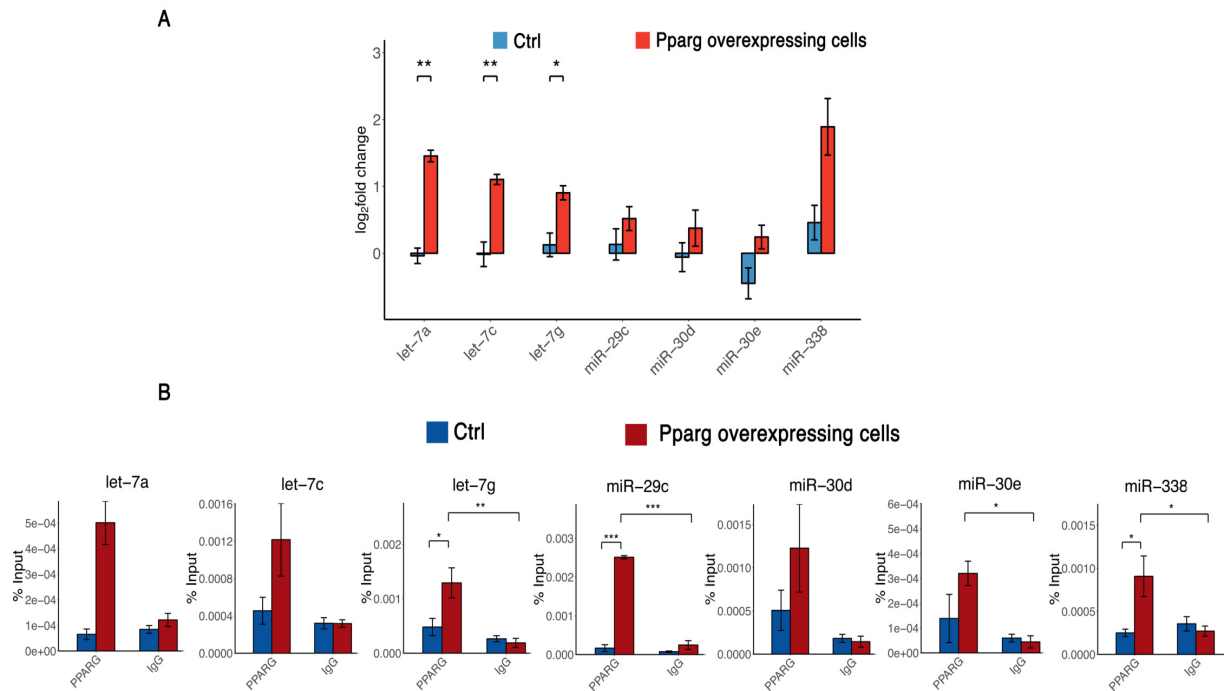 A
Ctrl
Pparg overexpressing cells
log₂fold change
3
2
1
0
**
**
*
let−7a
let−7c
let−7g
miR−29c
miR−30d
miR−30e
miR−338
B
Ctrl
Pparg overexpressing cells
let−7a
% Input
5e−04
4e−04
3e−04
2e−04
1e−04
0e+00
PPARG
IgG
let−7c
% Input
0.0016
0.0012
0.0008
0.0004
0.0000
PPARG
IgG
let−7g
% Input
0.002
0.001
0.000
*
**
PPARG
IgG
miR−29c
% Input
0.003
0.002
0.001
0.000
***
***
PPARG
IgG
miR−30d
% Input
0.0015
0.0010
0.0005
0.0000
PPARG
IgG
miR−30e
% Input
6e−04
5e−04
4e−04
3e−04
2e−04
1e−04
0e+00
*
PPARG
IgG
miR−338
% Input
0.0015
0.0010
0.0005
0.0000
*
*
PPARG
IgG